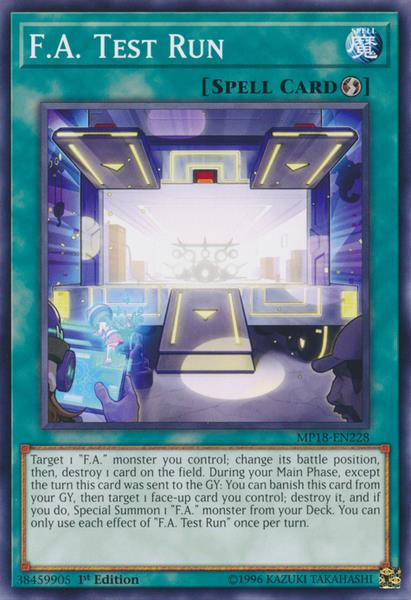 F.A. TEST RUN
SPELL
魔
[SPELL CARD]
MP18-EN228
Target 1 "F.A." monster you control; change its battle position,
then, destroy 1 card on the field. During your Main Phase, except
the turn this card was sent to the GY: You can banish this card from
your GY, then target 1 face-up card you control; destroy it, and if
you do, Special Summon 1 "F.A." monster from your Deck. You can
only use each effect of "F.A. Test Run" once per turn.
38459905 1st Edition ©1996 KAZUKI TAKAHASHI